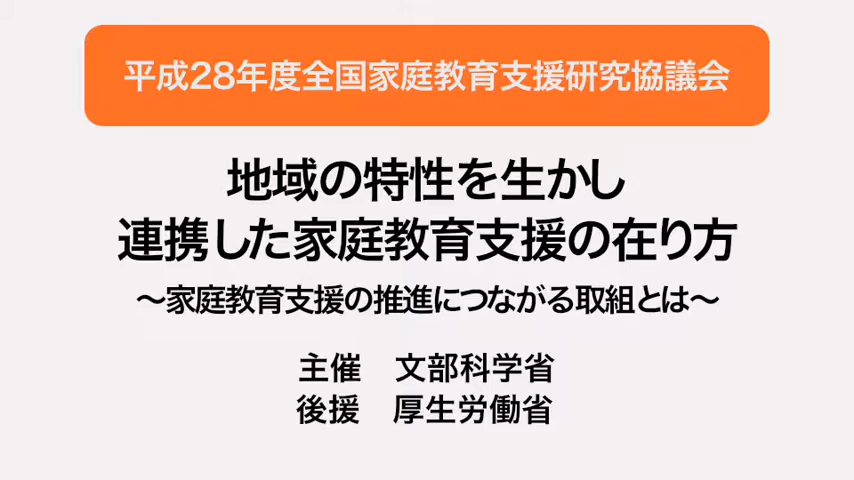 平成28年度全国家庭教育支援研究協議会
地域の特性を生かし
連携した家庭教育支援の在り方
～家庭教育支援の推進につながる取組とは～
主催　文部科学省
後援　厚生労働省